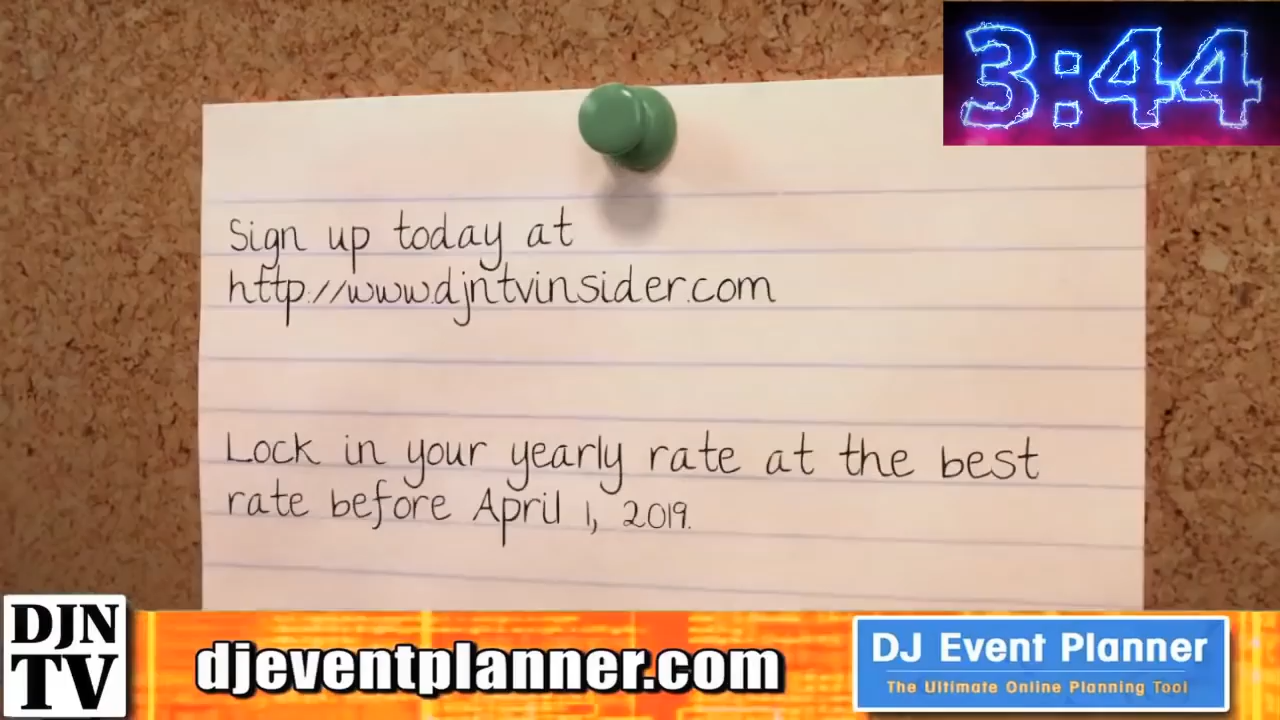 3:44
Sign up today at
http://www.djntvinsider.com
Lock in your yearly rate at the best
rate before April 1, 2019.
DJN
TV
djeventplanner.com
DJ Event Planner
The Ultimate Online Planning Tool